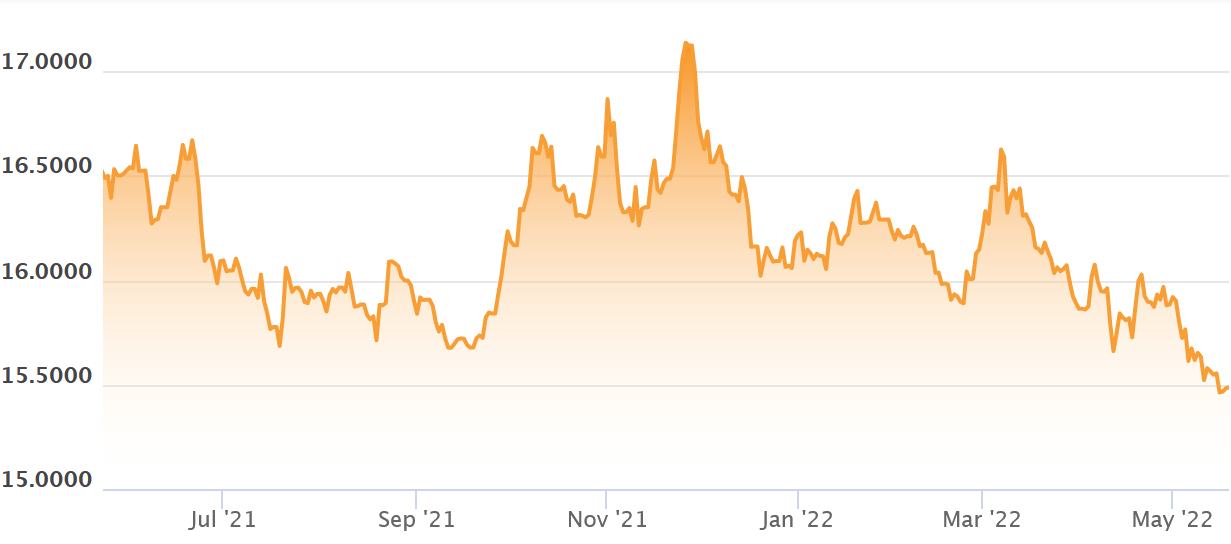 17.0000
16.5000
16.0000
15.5000
15.0000
Jul '21
Sep '21
Nov '21
Jan '22
Mar '22
May '22